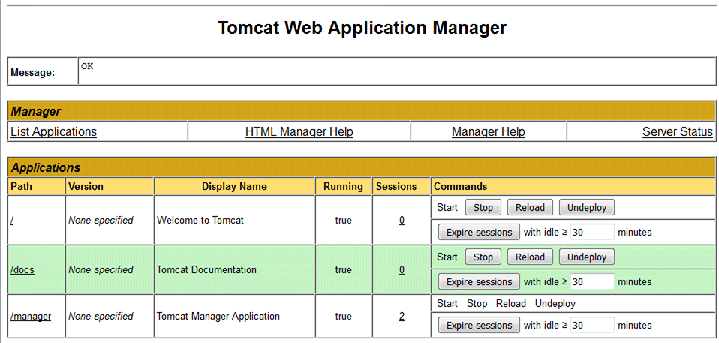 Tomcat Web Application Manager
Message: OK
Manager
List Applications HTML Manager Help Manager Help Server Status
Applications
Path Version Display Name Running Sessions Commands
/ None specified Welcome to Tomcat true 0 Start Stop Reload Undeploy
Expire sessions with idle ≥ 30 minutes
/docs None specified Tomcat Documentation true 0 Start Stop Reload Undeploy
Expire sessions with idle ≥ 30 minutes
/manager None specified Tomcat Manager Application true 2 Start Stop Reload Undeploy
Expire sessions with idle ≥ 30 minutes